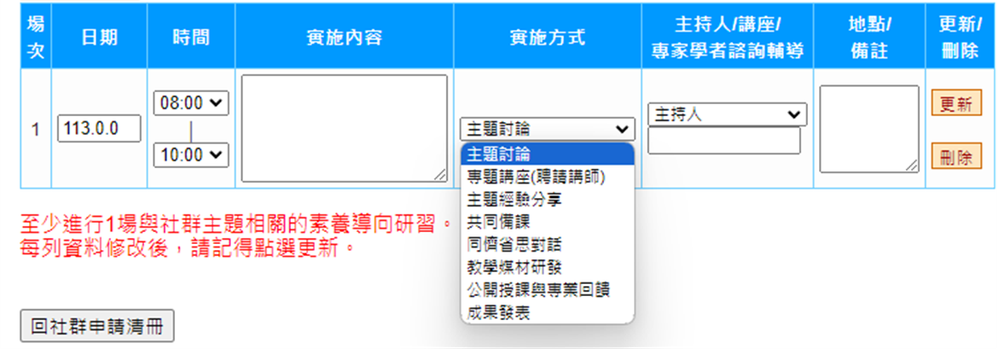 場次 日期 時間 實施內容 實施方式 主持人/講座/專家學者諮詢輔導 地點/備註 更新/刪除
1 113.0.0 08:00 | 10:00 主題討論 主持人 更新 刪除
主題討論
專題講座(聘請講師)
主題經驗分享
共同備課
同儕省思對話
教學媒材研發
公開授課與專業回饋
成果發表
至少進行1場與社群主題相關的素養導向研習。
每列資料修改後，請記得點選更新。
回社群申請清冊